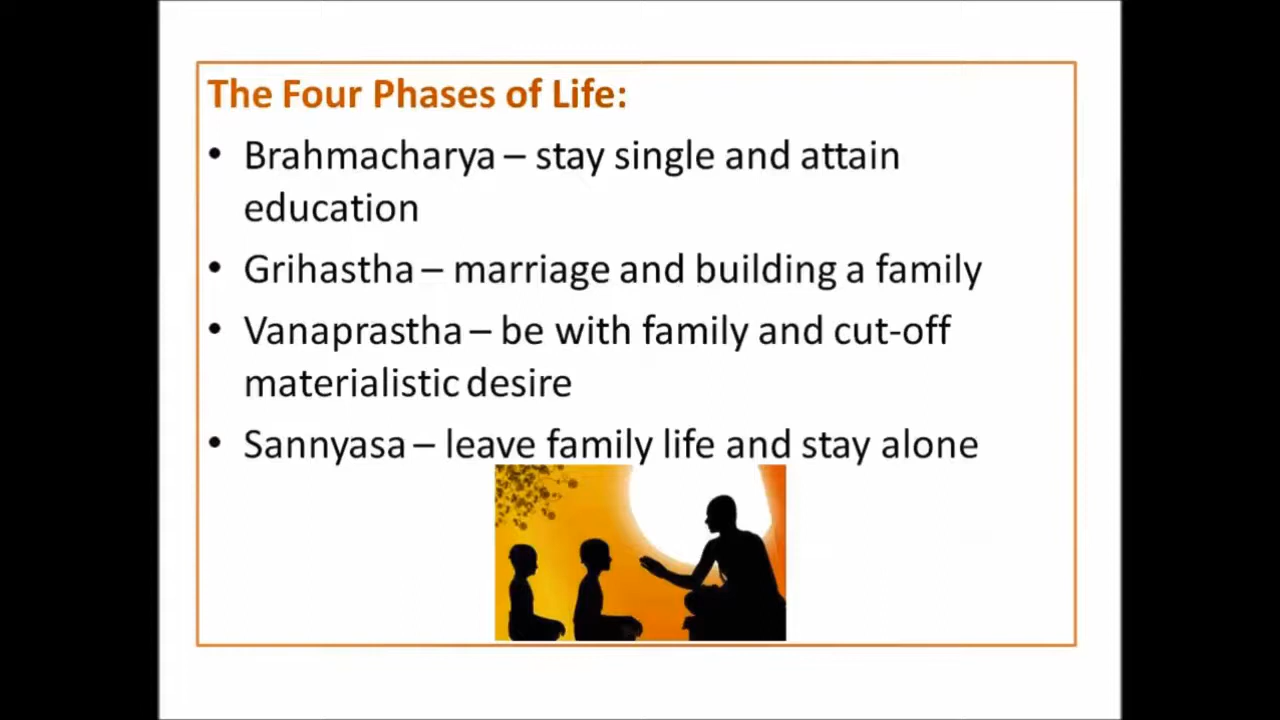 The Four Phases of Life:
• Brahmacharya – stay single and attain
education
• Grihastha – marriage and building a family
• Vanaprastha – be with family and cut-off
materialistic desire
• Sannyasa – leave family life and stay alone